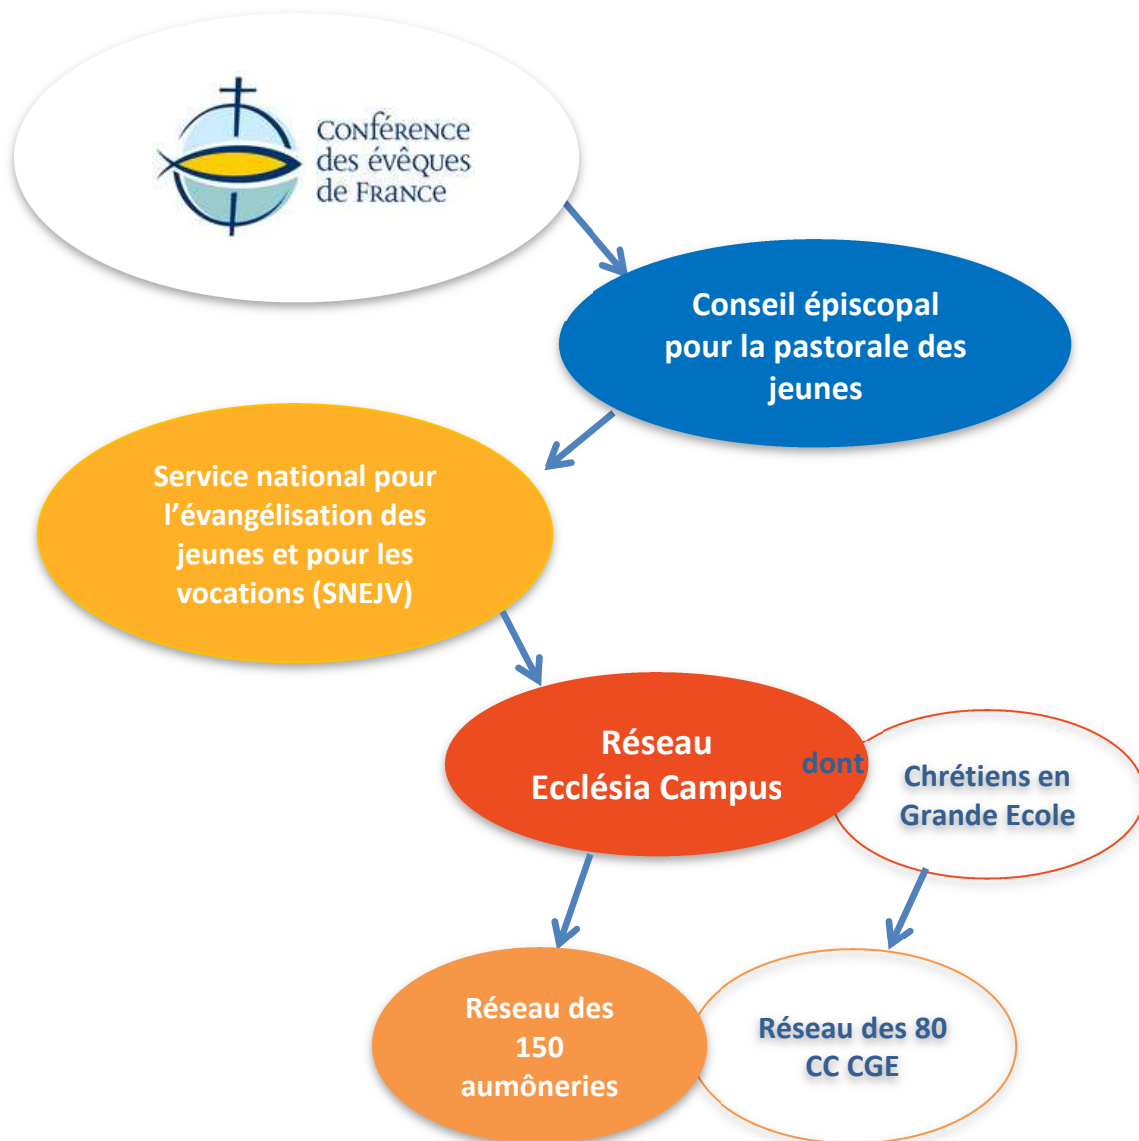 Conférence
des évêques
de France
Conseil épiscopal
pour la pastorale des
jeunes
Service national pour
l’évangélisation des
jeunes et pour les
vocations (SNEJV)
Réseau
Ecclésia Campus
dont
Chrétiens en
Grande Ecole
Réseau des
150
aumôneries
Réseau des 80
CC CGE